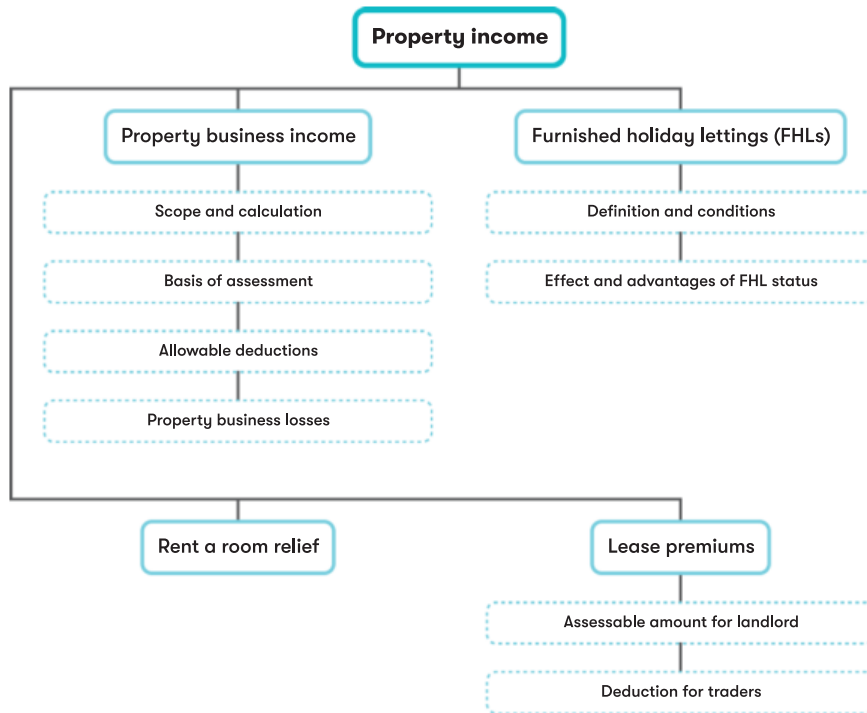 Property income
Property business income
Furnished holiday lettings (FHLs)
Scope and calculation
Definition and conditions
Basis of assessment
Effect and advantages of FHL status
Allowable deductions
Property business losses
Rent a room relief
Lease premiums
Assessable amount for landlord
Deduction for traders